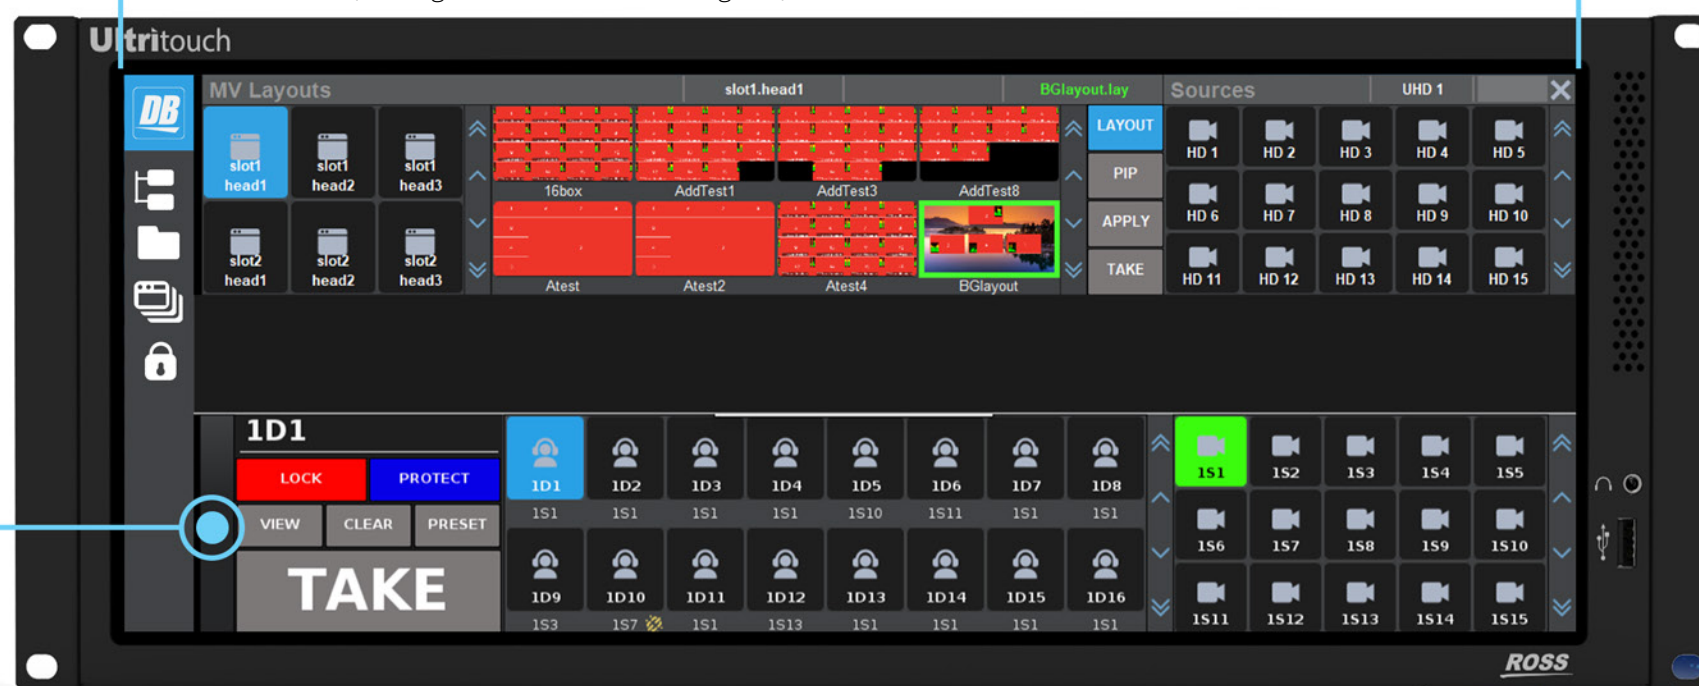 Ultritouch
DB
MV Layouts
slot1.head1
BGlayout.lay
Sources
UHD 1
slot1 head1
slot1 head2
slot1 head3
slot2 head1
slot2 head2
slot2 head3
16box
AddTest1
AddTest3
AddTest8
Atest
Atest2
Atest4
BGlayout
LAYOUT
PIP
APPLY
TAKE
HD 1 HD 2 HD 3 HD 4 HD 5
HD 6 HD 7 HD 8 HD 9 HD 10
HD 11 HD 12 HD 13 HD 14 HD 15
1D1
LOCK PROTECT
VIEW CLEAR PRESET
TAKE
1D1 1D2 1D3 1D4 1D5 1D6 1D7 1D8
1S1 1S1 1S1 1S1 1S10 1S11 1S1 1S1
1D9 1D10 1D11 1D12 1D13 1D14 1D15 1D16
1S3 1S7 1S1 1S13 1S1 1S1 1S1 1S1
1S1 1S2 1S3 1S4 1S5
1S6 1S7 1S8 1S9 1S10
1S11 1S12 1S13 1S14 1S15
ROSS